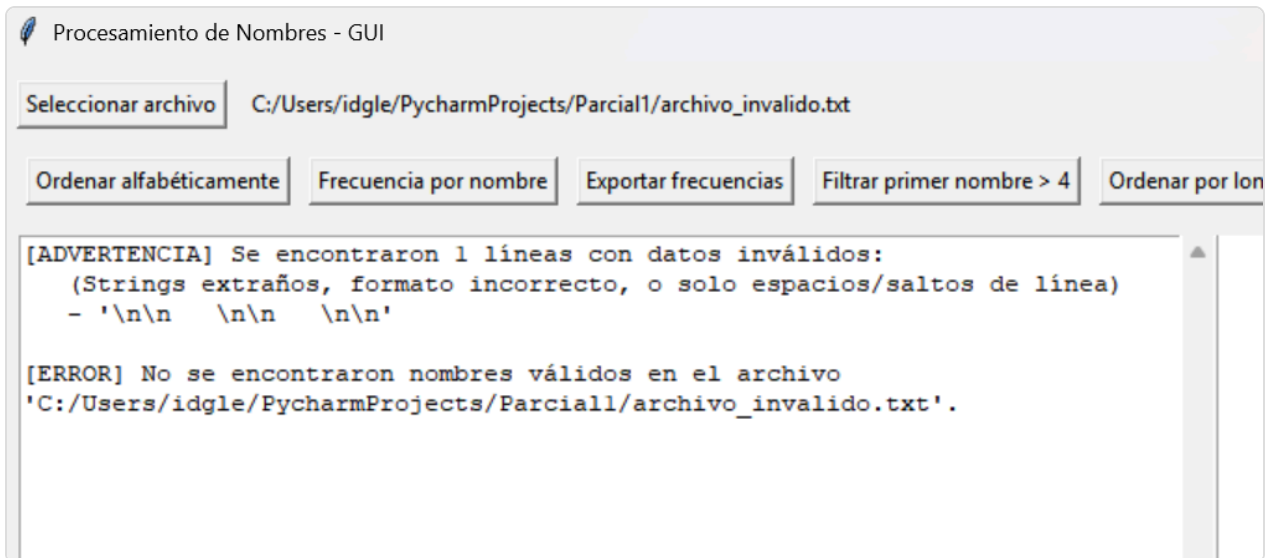 Procesamiento de Nombres - GUI
Seleccionar archivo C:/Users/idgle/PycharmProjects/Parcial1/archivo_invalido.txt
Ordenar alfabéticamente Frecuencia por nombre Exportar frecuencias Filtrar primer nombre > 4 Ordenar por lon
[ADVERTENCIA] Se encontraron 1 líneas con datos inválidos:
(Strings extraños, formato incorrecto, o solo espacios/saltos de línea)
- '\n\n   \n\n   \n\n'
[ERROR] No se encontraron nombres válidos en el archivo
'C:/Users/idgle/PycharmProjects/Parcial1/archivo_invalido.txt'.